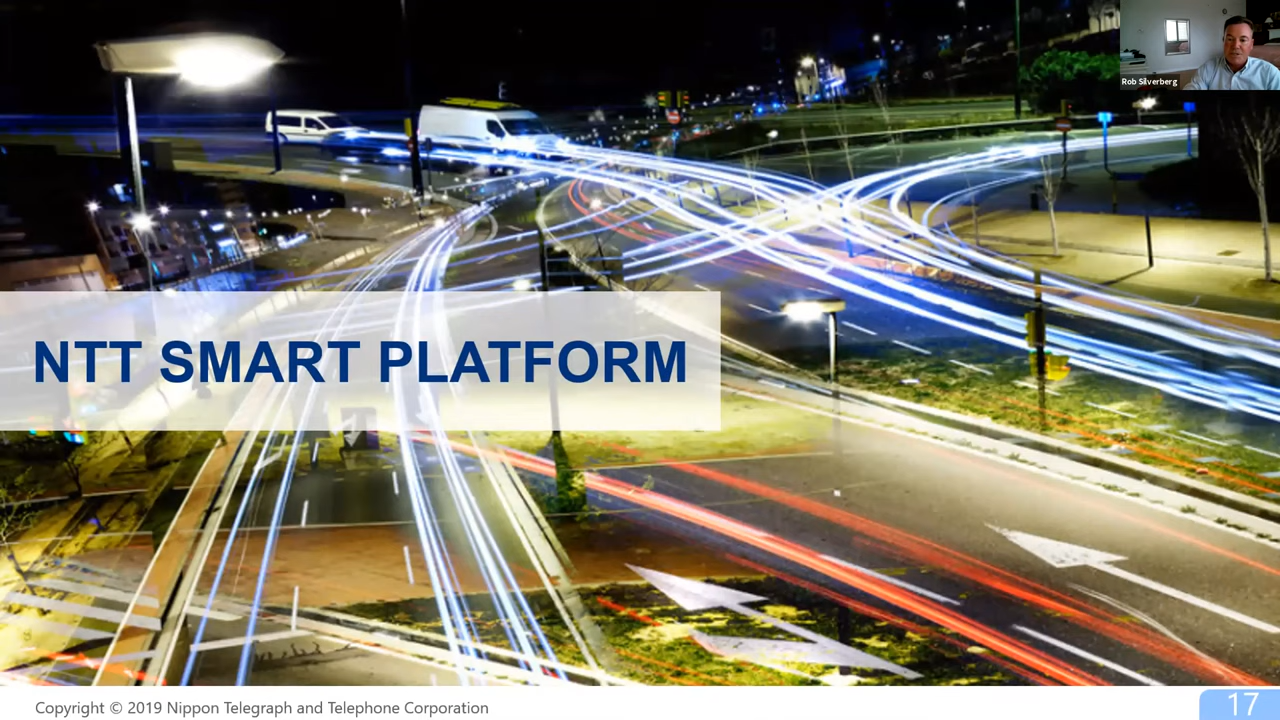 Rob Silverberg
NTT SMART PLATFORM
Copyright © 2019 Nippon Telegraph and Telephone Corporation
17